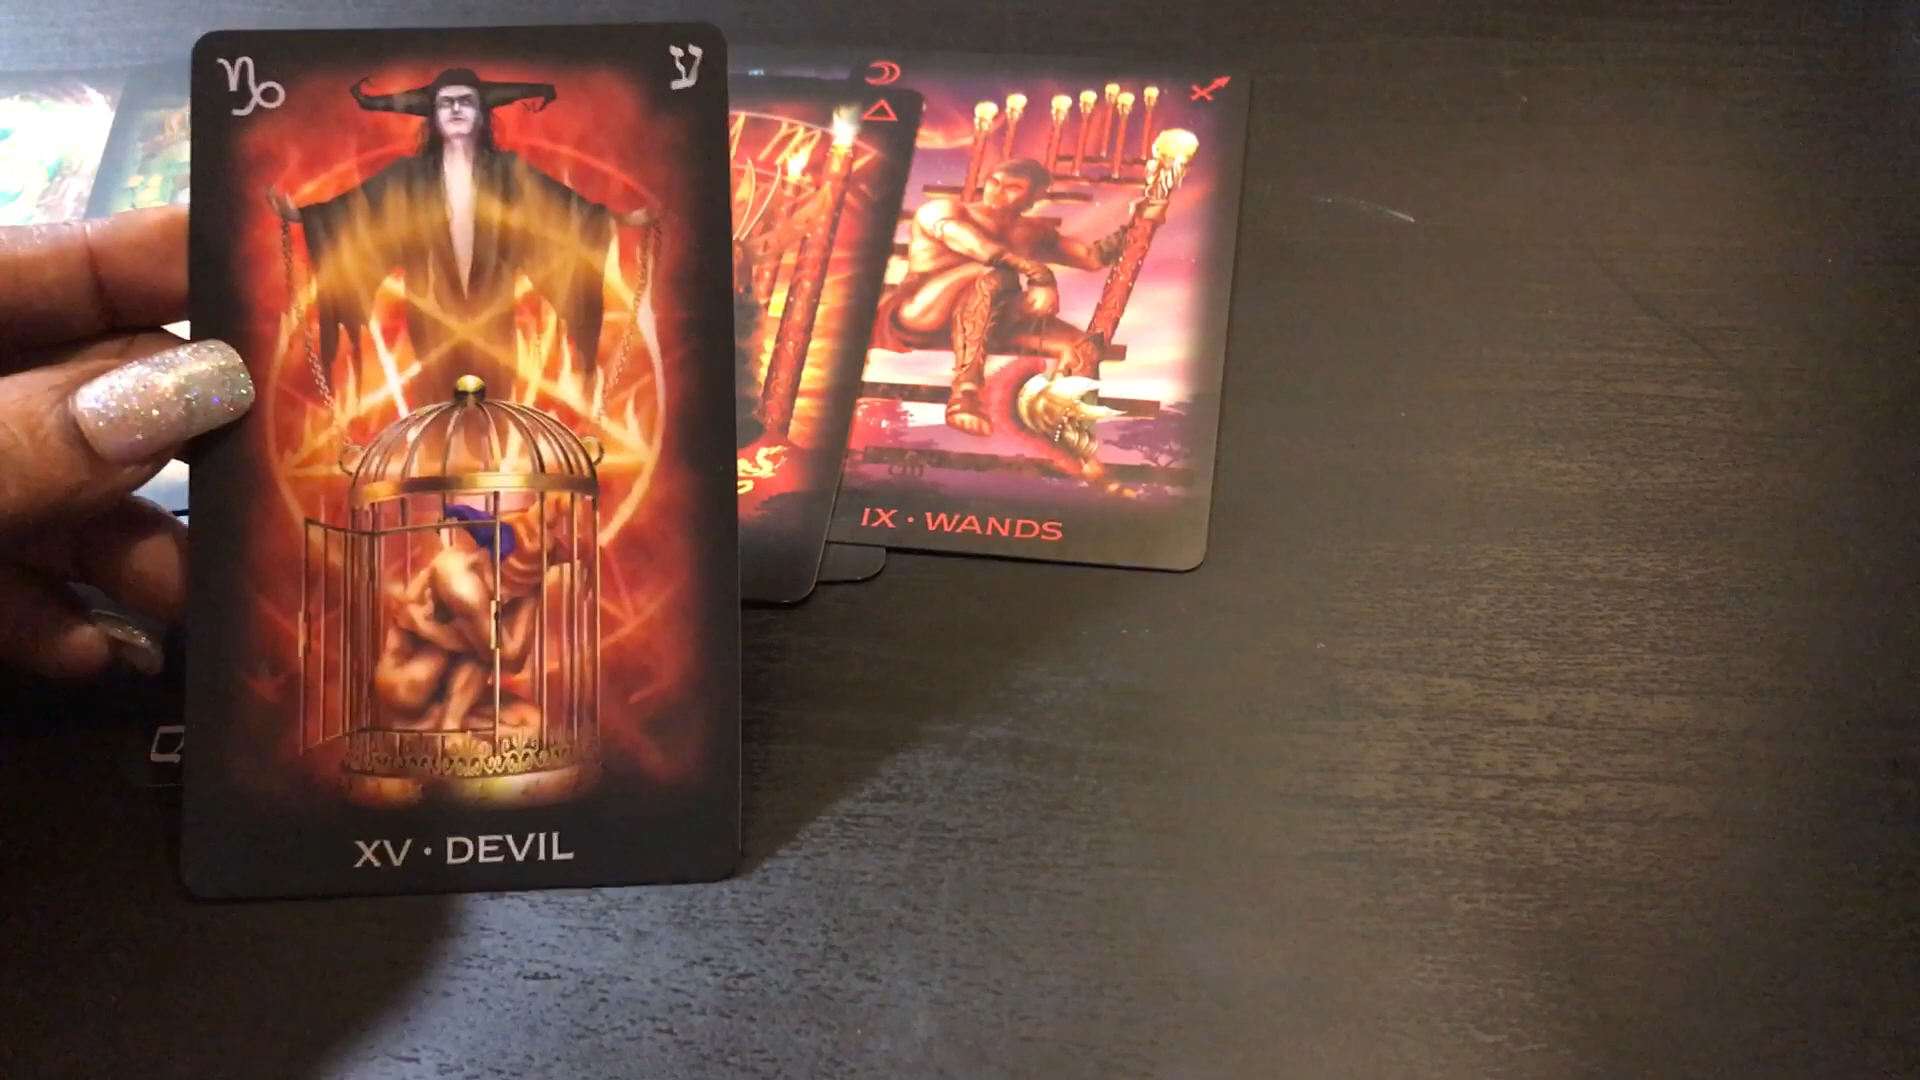 ע
XV · DEVIL
IX · WANDS